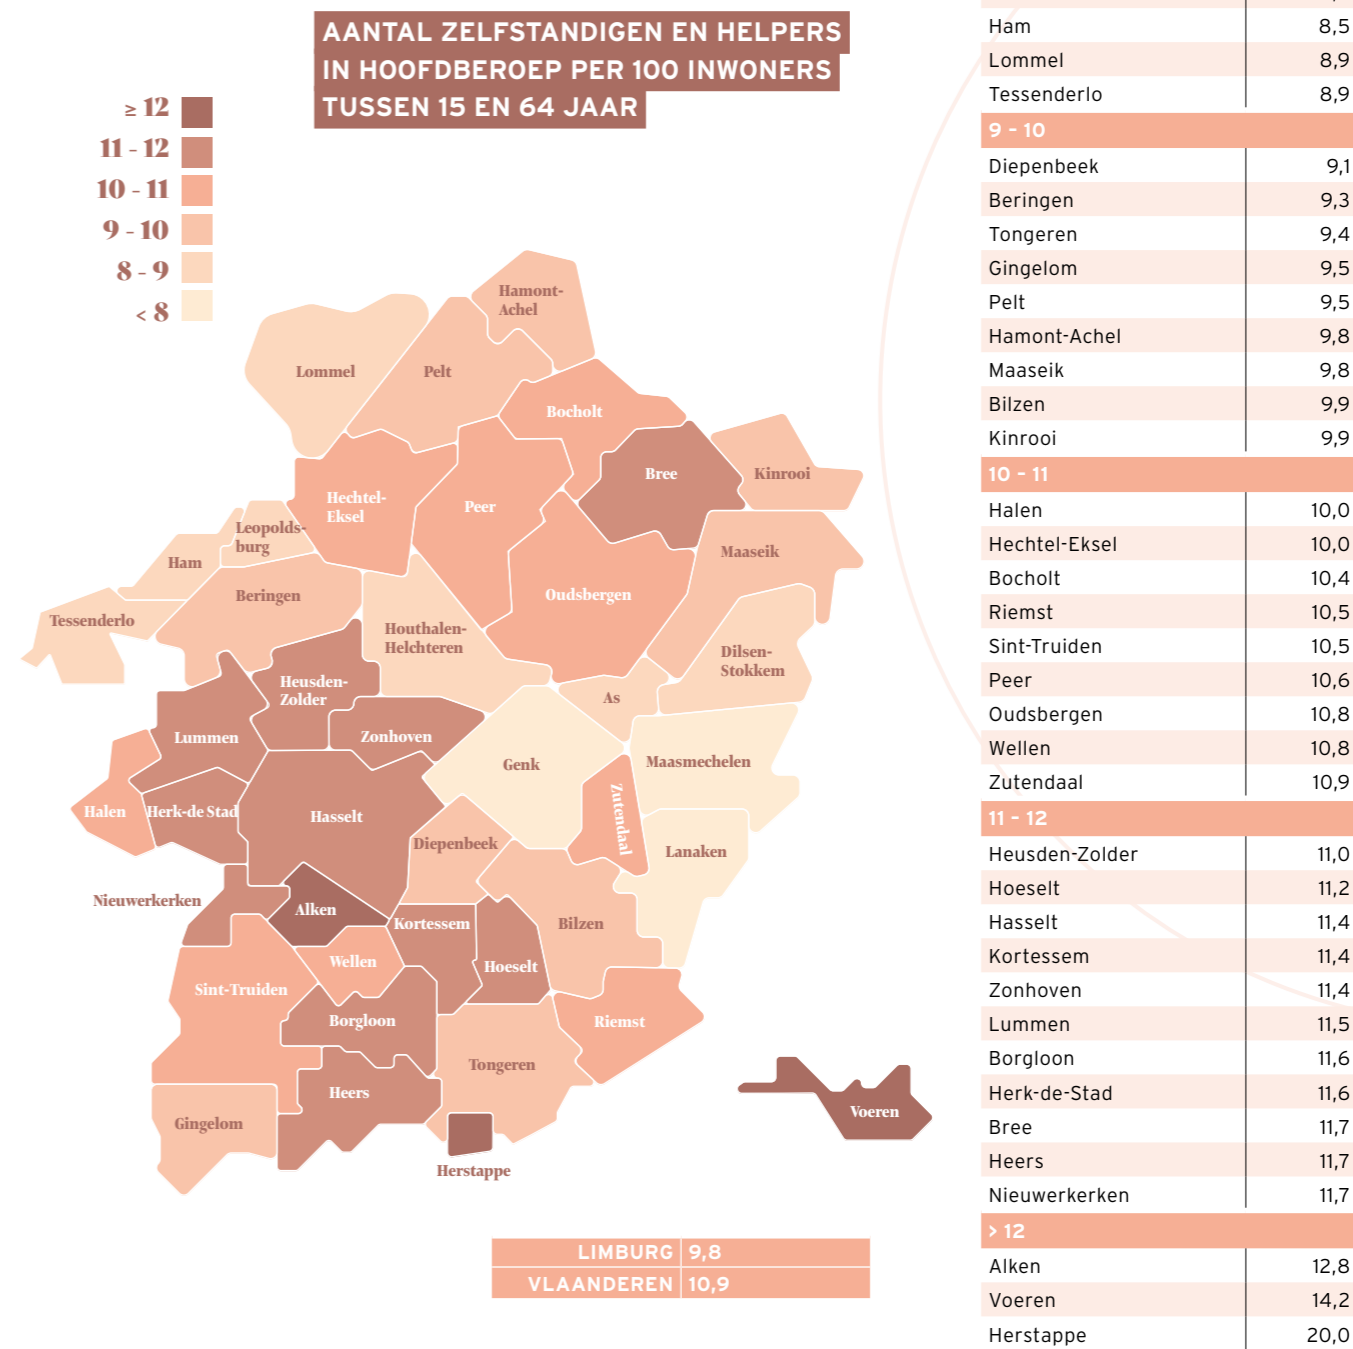 AANTAL ZELFSTANDIGEN EN HELPERS
IN HOOFDBEROEP PER 100 INWONERS
TUSSEN 15 EN 64 JAAR
≥ 12
11 - 12
10 - 11
9 - 10
8 - 9
< 8
Hamont-
Achel
Lommel
Pelt
Bocholt
Bree
Kinrooi
Hechtel-
Eksel
Peer
Leopolds-
burg
Ham
Maaseik
Beringen
Oudsbergen
Tessenderlo
Houthalen-
Helchteren
Dilsen-
Stokkem
Heusden-
Zolder
As
Lummen
Zonhoven
Genk
Maasmechelen
Zutendaal
Halen
Herk-de Stad
Hasselt
Diepenbeek
Lanaken
Nieuwerkerken
Alken
Kortessem
Bilzen
Wellen
Hoeselt
Sint-Truiden
Borgloon
Riemst
Tongeren
Heers
Voeren
Gingelom
Herstappe
LIMBURG 9,8
VLAANDEREN 10,9
Ham 8,5
Lommel 8,9
Tessenderlo 8,9
9 - 10
Diepenbeek 9,1
Beringen 9,3
Tongeren 9,4
Gingelom 9,5
Pelt 9,5
Hamont-Achel 9,8
Maaseik 9,8
Bilzen 9,9
Kinrooi 9,9
10 - 11
Halen 10,0
Hechtel-Eksel 10,0
Bocholt 10,4
Riemst 10,5
Sint-Truiden 10,5
Peer 10,6
Oudsbergen 10,8
Wellen 10,8
Zutendaal 10,9
11 - 12
Heusden-Zolder 11,0
Hoeselt 11,2
Hasselt 11,4
Kortessem 11,4
Zonhoven 11,4
Lummen 11,5
Borgloon 11,6
Herk-de-Stad 11,6
Bree 11,7
Heers 11,7
Nieuwerkerken 11,7
> 12
Alken 12,8
Voeren 14,2
Herstappe 20,0